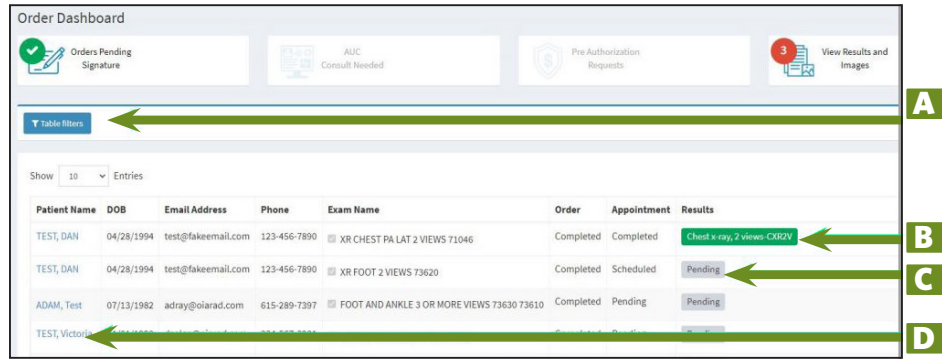 Order Dashboard
Orders Pending
Signature
AUC
Consult Needed
Pre Authorization
Requests
3
View Results and
Images
A
Table filters
Show 10 Entries
Patient Name DOB Email Address Phone Exam Name Order Appointment Results
TEST, DAN 04/28/1994 test@fakeemail.com 123-456-7890 XR CHEST PA LAT 2 VIEWS 71046 Completed Completed Chest x-ray, 2 views-CXR2V
B
TEST, DAN 04/28/1994 test@fakeemail.com 123-456-7890 XR FOOT 2 VIEWS 73620 Completed Scheduled Pending
C
ADAM, Test 07/13/1982 adray@oiarad.com 615-289-7397 FOOT AND ANKLE 3 OR MORE VIEWS 73630 73610 Completed Pending Pending
TEST, Victoria
D